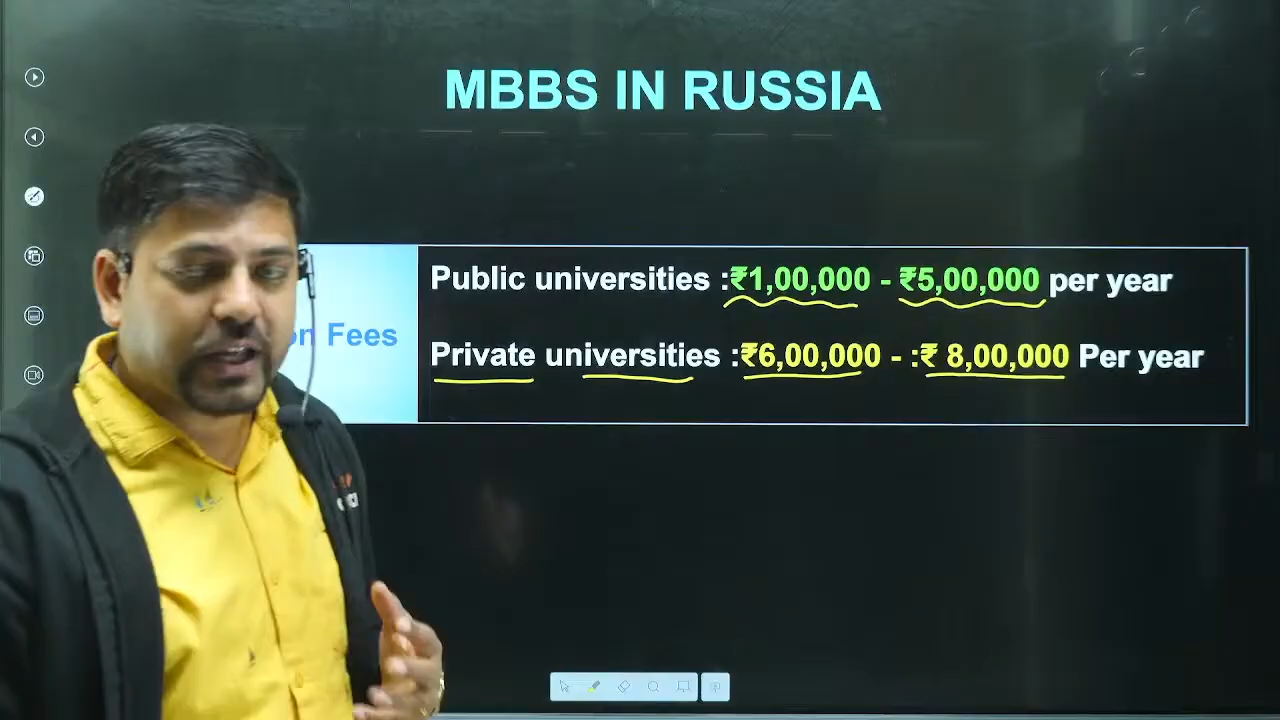 MBBS IN RUSSIA
Public universities :₹1,00,000 - ₹5,00,000 per year
Fees
Private universities :₹6,00,000 - :₹ 8,00,000 Per year